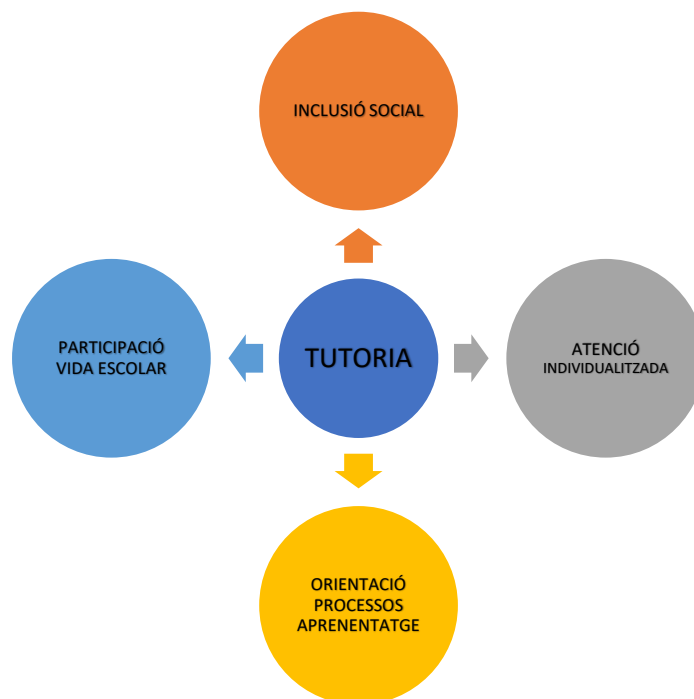 INCLUSIÓ SOCIAL
PARTICIPACIÓ
VIDA ESCOLAR
TUTORIA
ATENCIÓ
INDIVIDUALITZADA
ORIENTACIÓ
PROCESSOS
APRENENTATGE